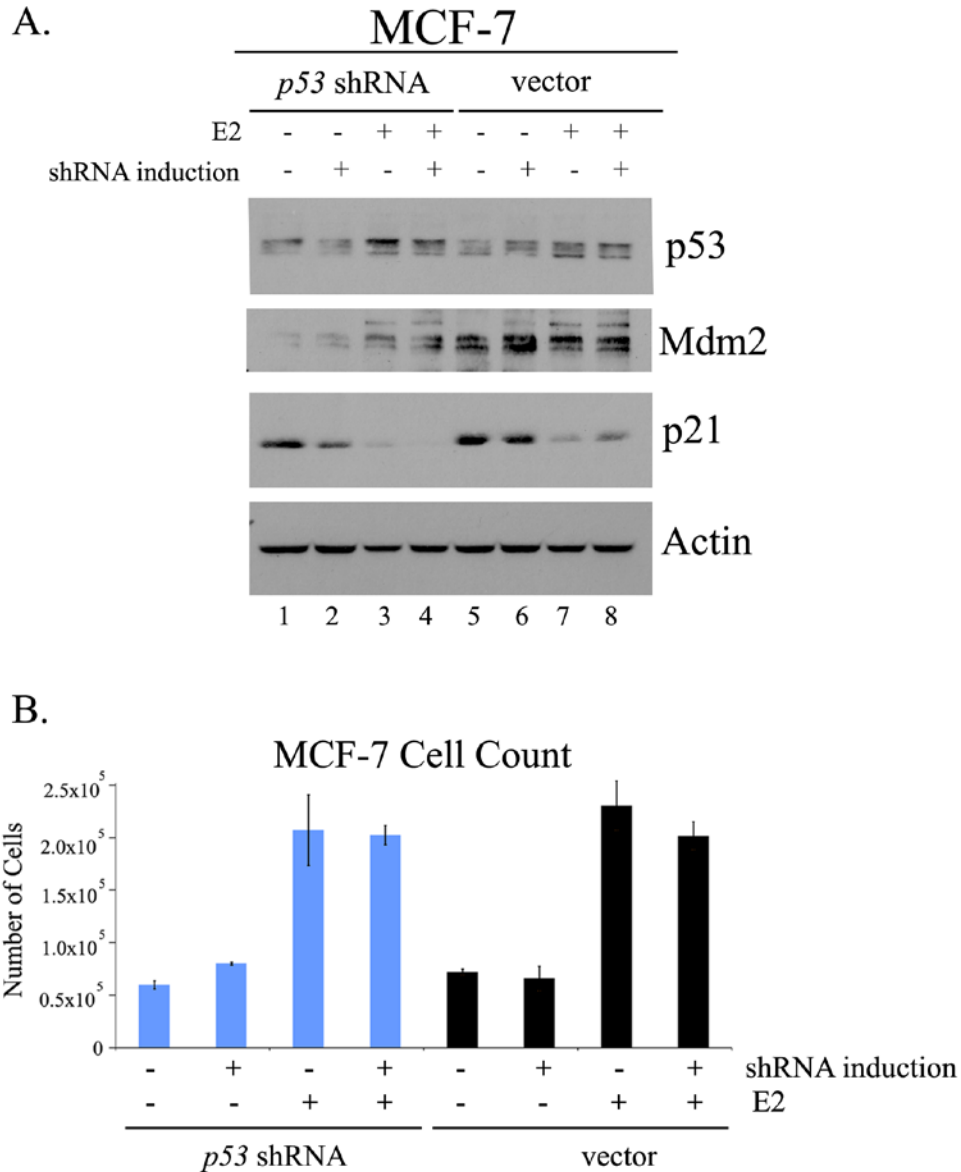 A.
MCF-7
p53 shRNA vector
E2 - - + + - - + +
shRNA induction - + - + - + - +
p53
Mdm2
p21
Actin
1 2 3 4 5 6 7 8
B.
MCF-7 Cell Count
Number of Cells
2.5x10⁵
2.0x10⁵
1.5x10⁵
1.0x10⁵
0.5x10⁵
0
- + - + - + - + shRNA induction
- - + + - - + + E2
p53 shRNA vector